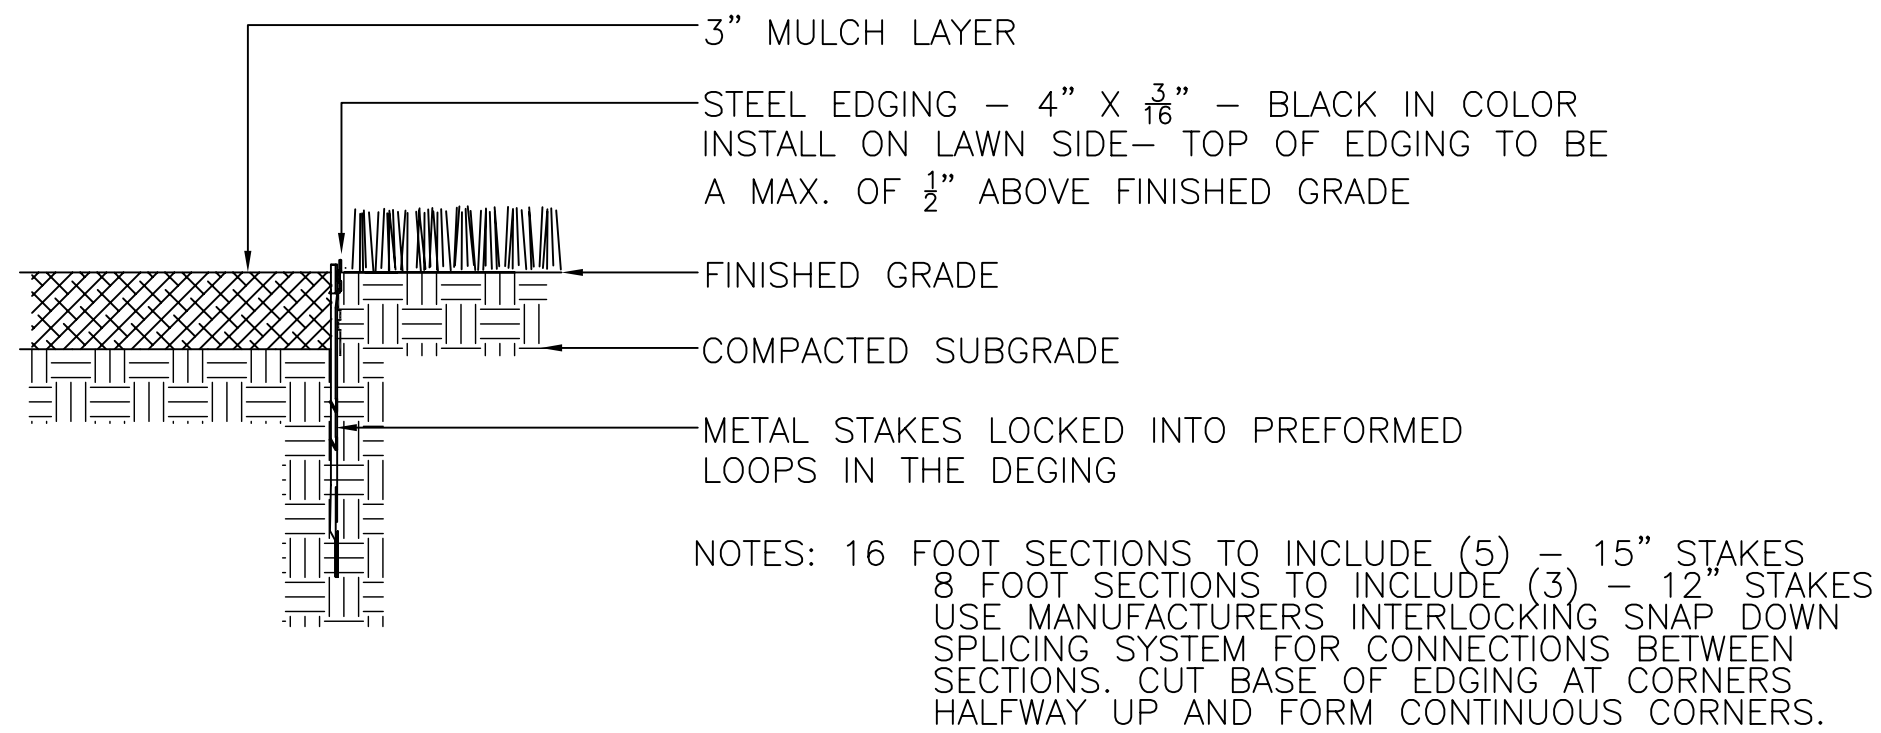 3” MULCH LAYER
STEEL EDGING – 4” X 3/16” – BLACK IN COLOR
INSTALL ON LAWN SIDE– TOP OF EDGING TO BE
A MAX. OF 1/2” ABOVE FINISHED GRADE
FINISHED GRADE
COMPACTED SUBGRADE
METAL STAKES LOCKED INTO PREFORMED
LOOPS IN THE DEGING
NOTES: 16 FOOT SECTIONS TO INCLUDE (5) – 15” STAKES
8 FOOT SECTIONS TO INCLUDE (3) – 12” STAKES
USE MANUFACTURERS INTERLOCKING SNAP DOWN
SPLICING SYSTEM FOR CONNECTIONS BETWEEN
SECTIONS. CUT BASE OF EDGING AT CORNERS
HALFWAY UP AND FORM CONTINUOUS CORNERS.